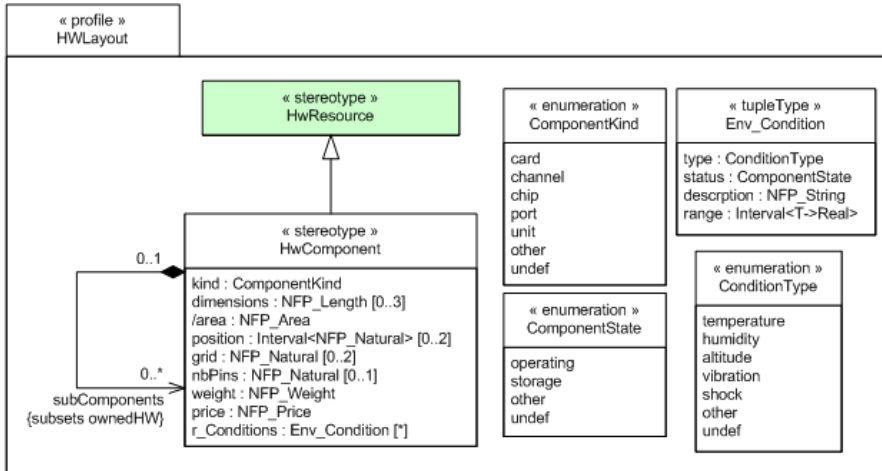 « profile »
HWLayout
« stereotype »
HwResource
« stereotype »
HwComponent
kind : ComponentKind
dimensions : NFP_Length [0..3]
/area : NFP_Area
position : Interval<NFP_Natural> [0..2]
grid : NFP_Natural [0..2]
nbPins : NFP_Natural [0..1]
weight : NFP_Weight
price : NFP_Price
r_Conditions : Env_Condition [*]
0..1
0..*
subComponents
{subsets ownedHW}
« enumeration »
ComponentKind
card
channel
chip
port
unit
other
undef
« tupleType »
Env_Condition
type : ConditionType
status : ComponentState
descrption : NFP_String
range : Interval<T->Real>
« enumeration »
ComponentState
operating
storage
other
undef
« enumeration »
ConditionType
temperature
humidity
altitude
vibration
shock
other
undef